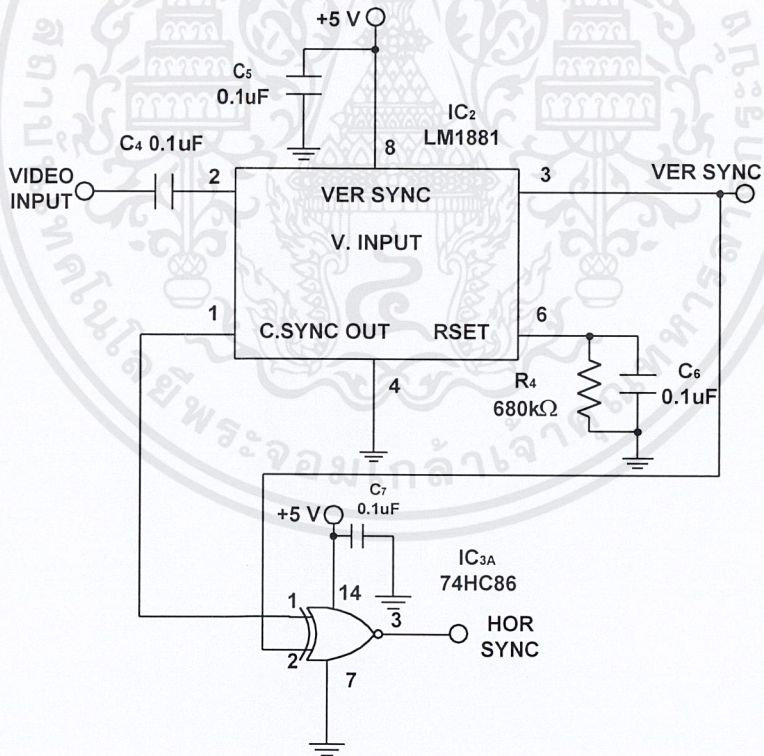 +5 V
C5
0.1uF
IC2
LM1881
C4 0.1uF
8
VIDEO
INPUT
2
VER SYNC
3
VER SYNC
V. INPUT
1
C.SYNC OUT
RSET
6
4
R4
680kΩ
C6
0.1uF
C7
0.1uF
+5 V
IC3A
74HC86
14
1
3
HOR
SYNC
2
7